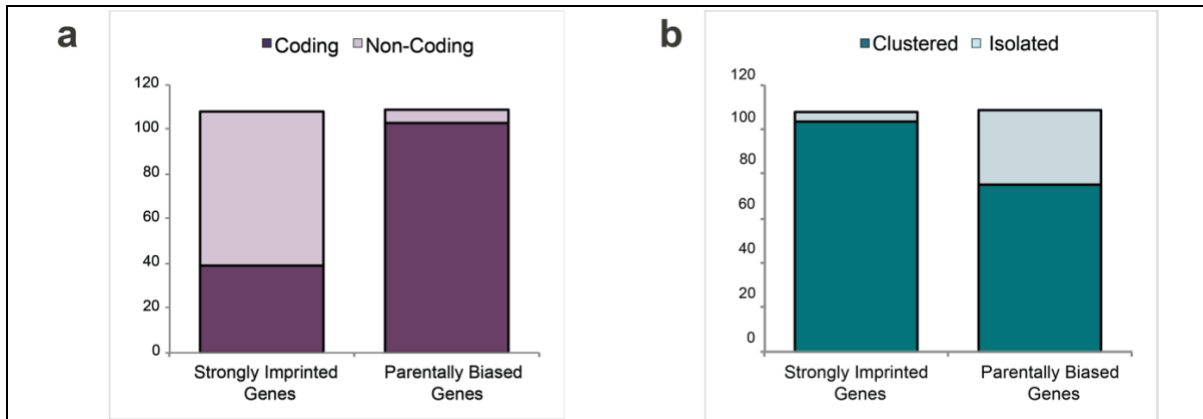 a
Coding Non-Coding
120
100
80
60
40
20
0
Strongly Imprinted
Genes
Parentally Biased
Genes
b
Clustered Isolated
120
100
80
60
40
20
0
Strongly Imprinted
Genes
Parentally Biased
Genes